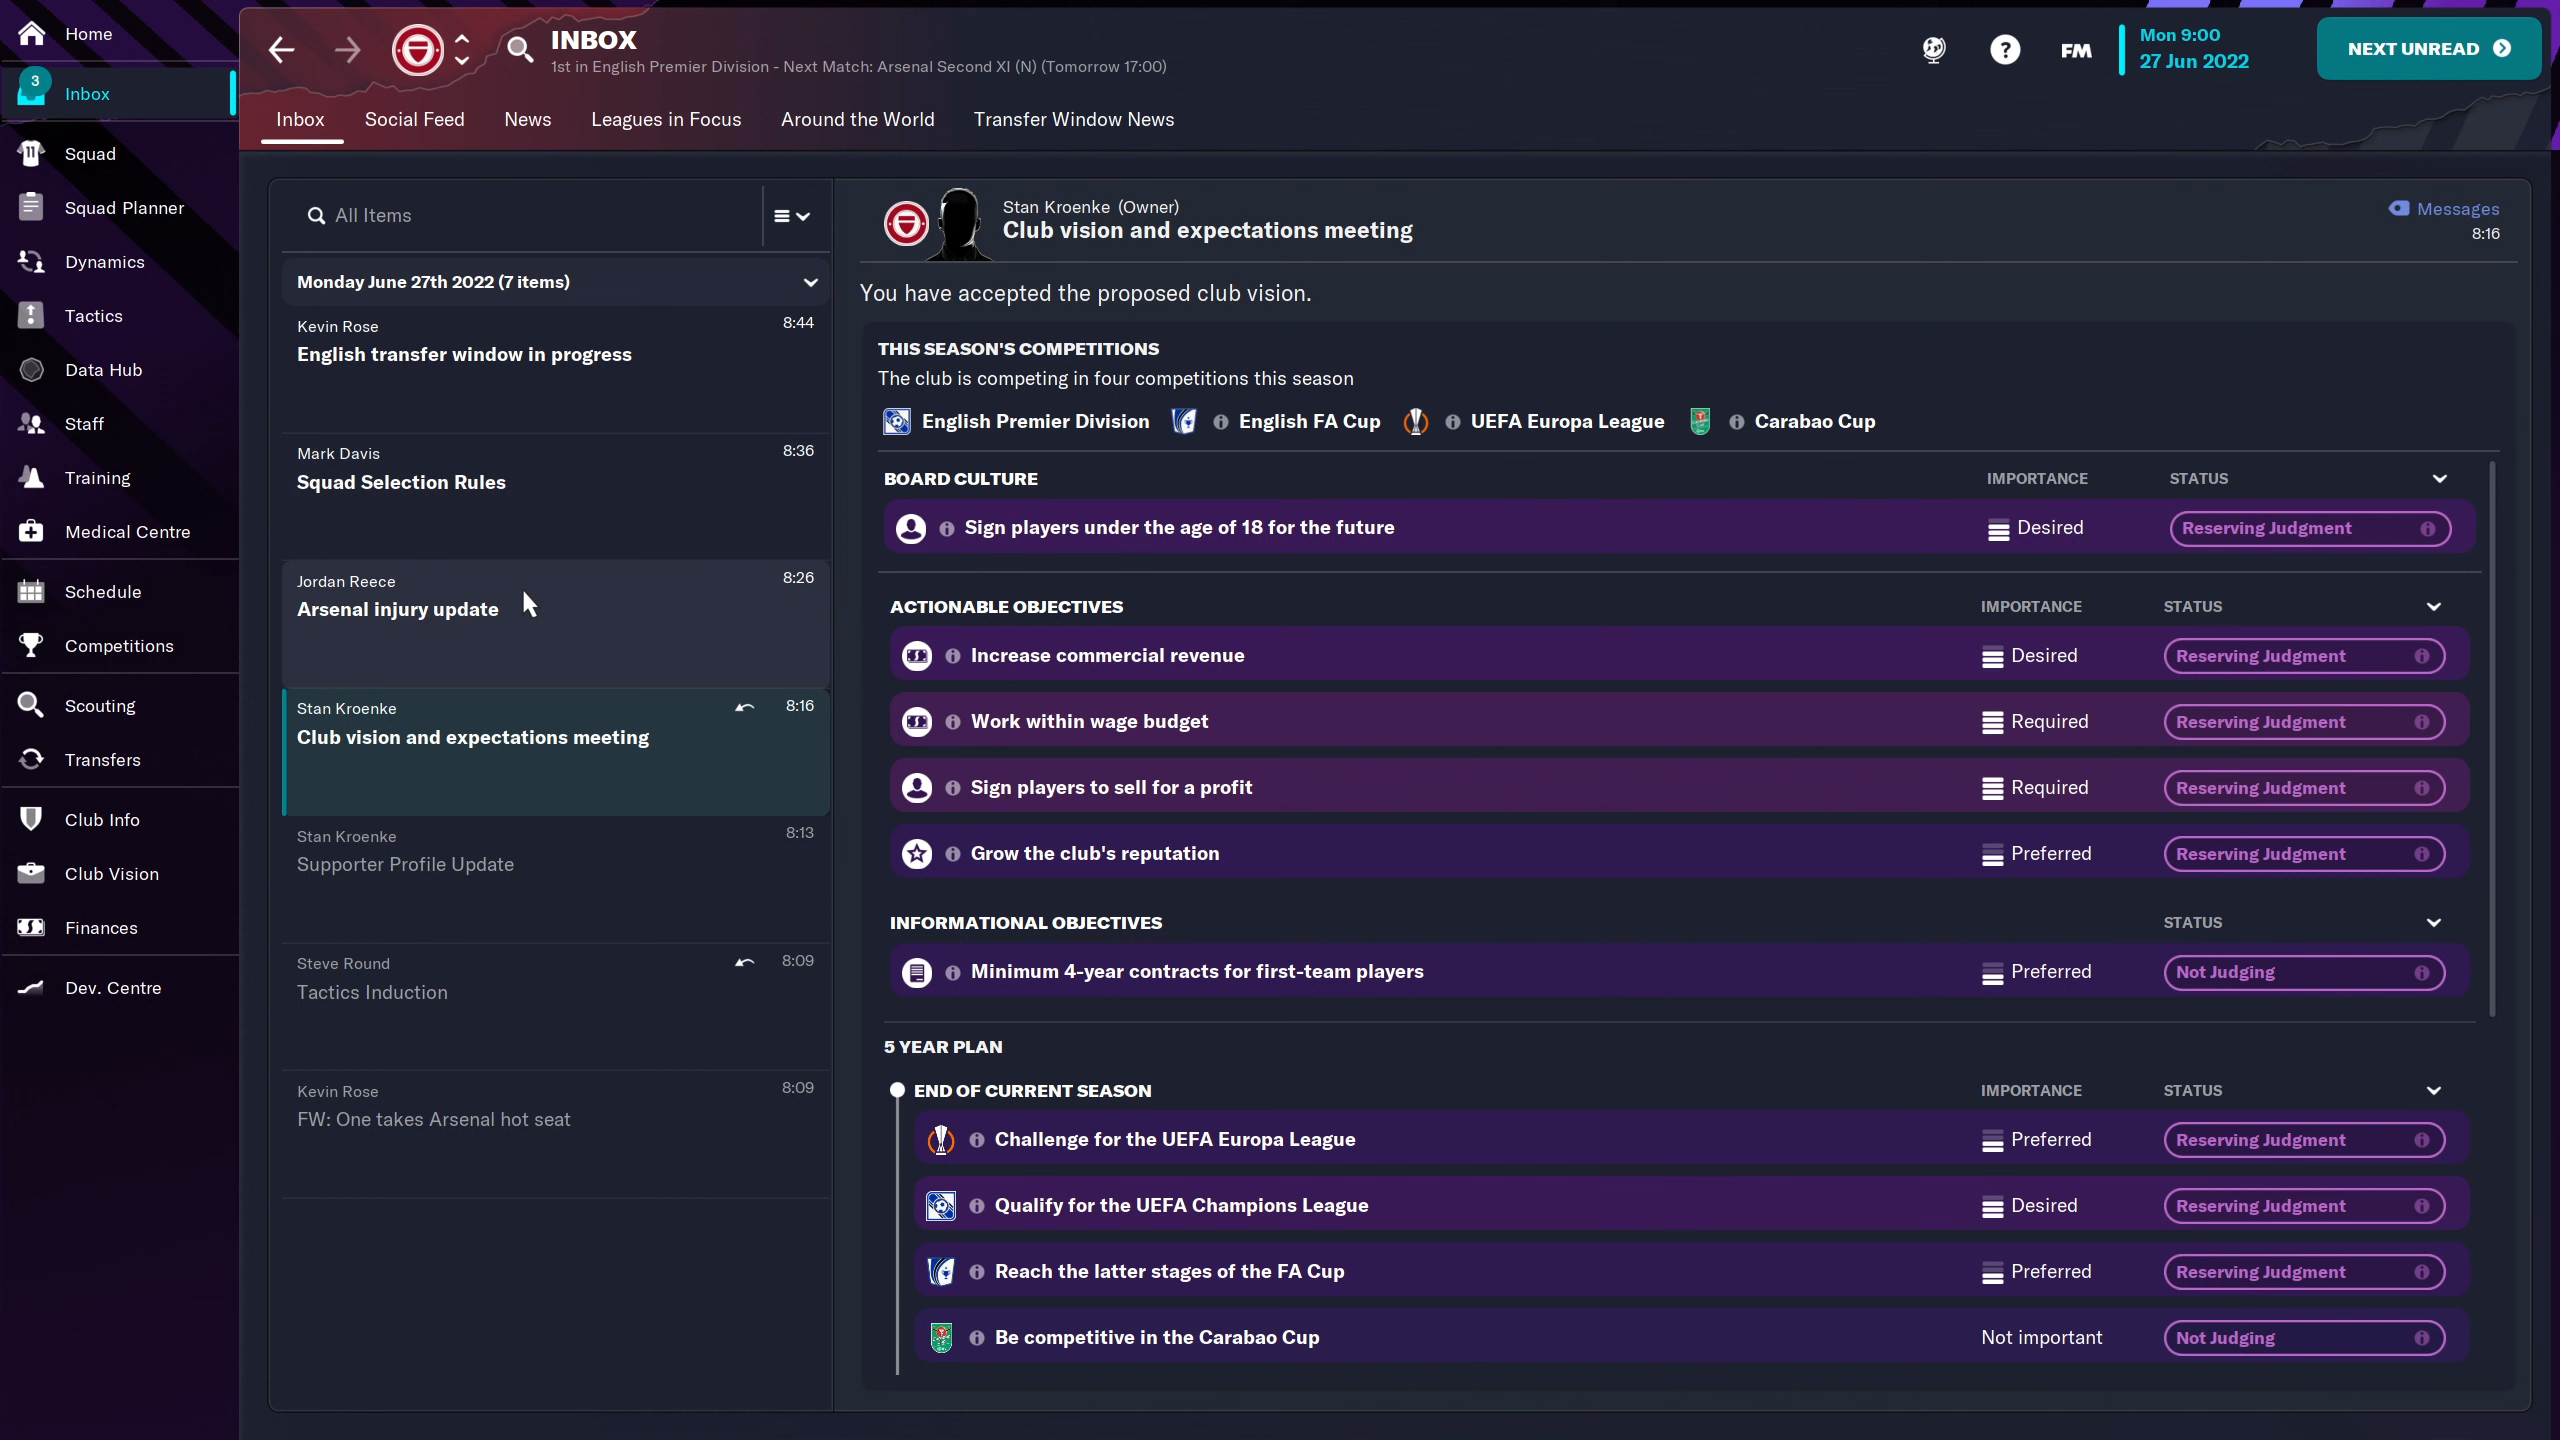 Home
3
Inbox
Squad
Squad Planner
Dynamics
Tactics
Data Hub
Staff
Training
Medical Centre
Schedule
Competitions
Scouting
Transfers
Club Info
Club Vision
Finances
Dev. Centre
INBOX
1st in English Premier Division - Next Match: Arsenal Second XI (N) (Tomorrow 17:00)
FM
Mon 9:00
27 Jun 2022
NEXT UNREAD
Inbox Social Feed News Leagues in Focus Around the World Transfer Window News
All Items
Monday June 27th 2022 (7 items)
Kevin Rose 8:44
English transfer window in progress
Mark Davis 8:36
Squad Selection Rules
Jordan Reece 8:26
Arsenal injury update
Stan Kroenke 8:16
Club vision and expectations meeting
Stan Kroenke 8:13
Supporter Profile Update
Steve Round 8:09
Tactics Induction
Kevin Rose 8:09
FW: One takes Arsenal hot seat
Stan Kroenke (Owner)
Club vision and expectations meeting
Messages
8:16
You have accepted the proposed club vision.
THIS SEASON'S COMPETITIONS
The club is competing in four competitions this season
English Premier Division English FA Cup UEFA Europa League Carabao Cup
BOARD CULTURE IMPORTANCE STATUS
Sign players under the age of 18 for the future Desired Reserving Judgment
ACTIONABLE OBJECTIVES IMPORTANCE STATUS
Increase commercial revenue Desired Reserving Judgment
Work within wage budget Required Reserving Judgment
Sign players to sell for a profit Required Reserving Judgment
Grow the club's reputation Preferred Reserving Judgment
INFORMATIONAL OBJECTIVES STATUS
Minimum 4-year contracts for first-team players Preferred Not Judging
5 YEAR PLAN
END OF CURRENT SEASON IMPORTANCE STATUS
Challenge for the UEFA Europa League Preferred Reserving Judgment
Qualify for the UEFA Champions League Desired Reserving Judgment
Reach the latter stages of the FA Cup Preferred Reserving Judgment
Be competitive in the Carabao Cup Not important Not Judging